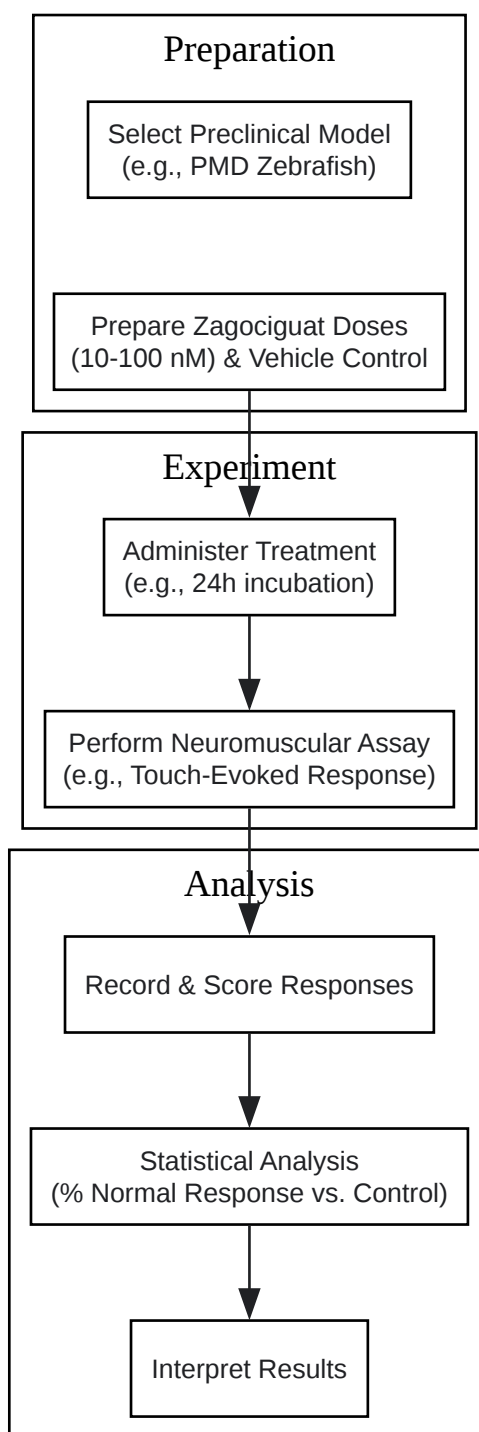 Preparation
Select Preclinical Model
(e.g., PMD Zebrafish)
Prepare Zagociguat Doses
(10-100 nM) & Vehicle Control
Experiment
Administer Treatment
(e.g., 24h incubation)
Perform Neuromuscular Assay
(e.g., Touch-Evoked Response)
Analysis
Record & Score Responses
Statistical Analysis
(% Normal Response vs. Control)
Interpret Results